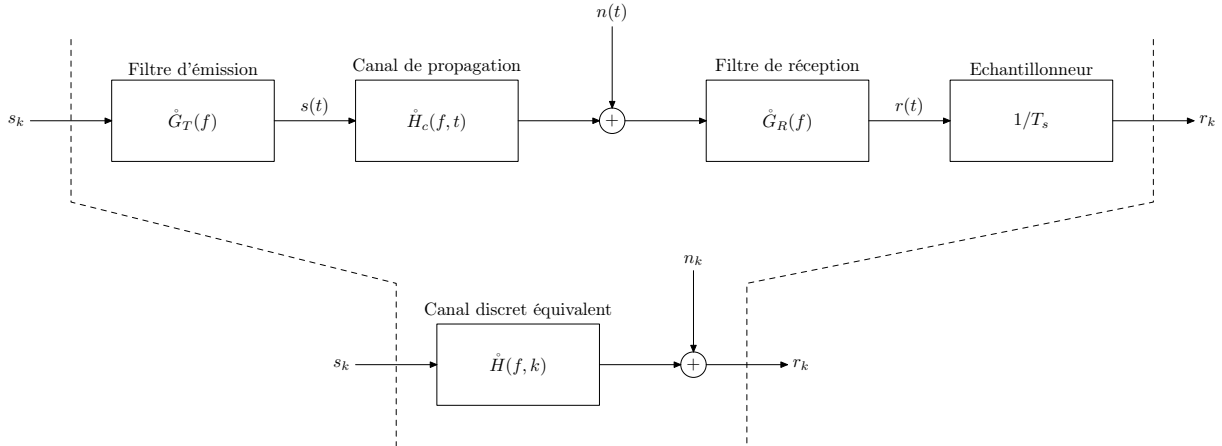 n(t)
Filtre d'émission
Canal de propagation
Filtre de réception
Echantillonneur
s_k
G̊_T(f)
s(t)
H̊_c(f, t)
+
G̊_R(f)
r(t)
1/T_s
r_k
n_k
Canal discret équivalent
s_k
H̊(f, k)
+
r_k